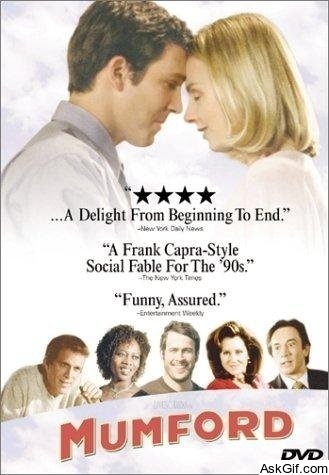 "★★★★
...A Delight From Beginning To End."
–New York Daily News
"A Frank Capra-Style
Social Fable For The '90s."
–The New York Times
"Funny, Assured."
–Entertainment Weekly
MUMFORD
DVD
AskGif.com